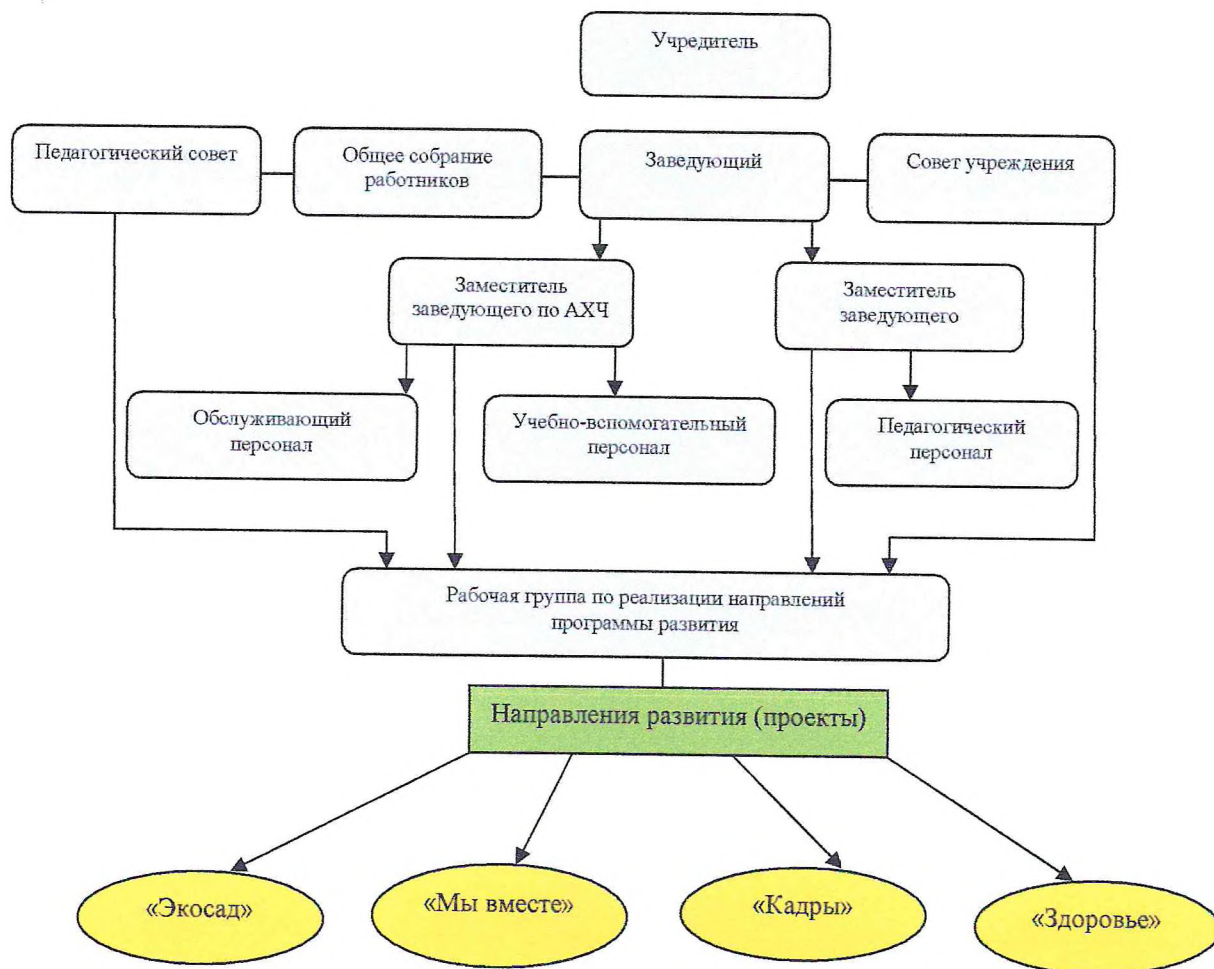 Учредитель
Педагогический совет
Общее собрание
работников
Заведующий
Совет учреждения
Заместитель
заведующего по АХЧ
Заместитель
заведующего
Обслуживающий
персонал
Учебно-вспомогательный
персонал
Педагогический
персонал
Рабочая группа по реализации направлений
программы развития
Направления развития (проекты)
«Экосад»
«Мы вместе»
«Кадры»
«Здоровье»